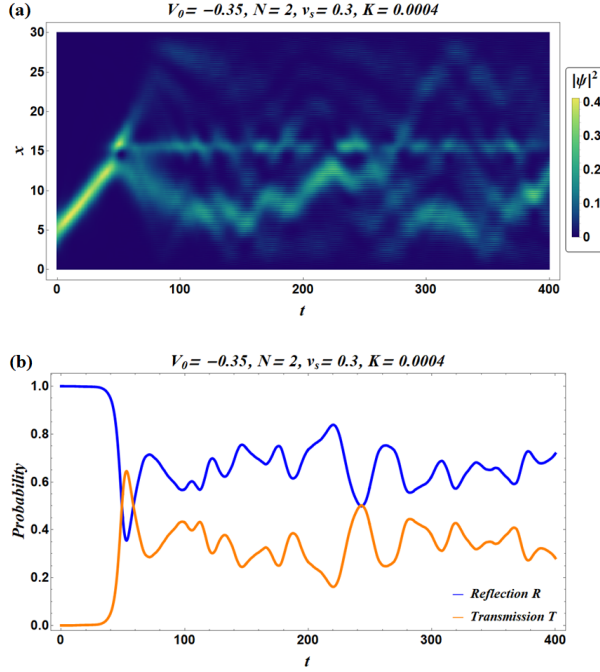 (a)
V₀ = −0.35, N = 2, vₛ = 0.3, K = 0.0004
30
25
20
15
10
5
0
x
0
100
200
300
400
t
|ψ|²
0.4
0.3
0.2
0.1
0
(b)
V₀ = −0.35, N = 2, vₛ = 0.3, K = 0.0004
1.0
0.8
0.6
0.4
0.2
0.0
Probability
Reflection R
Transmission T
0
100
200
300
400
t